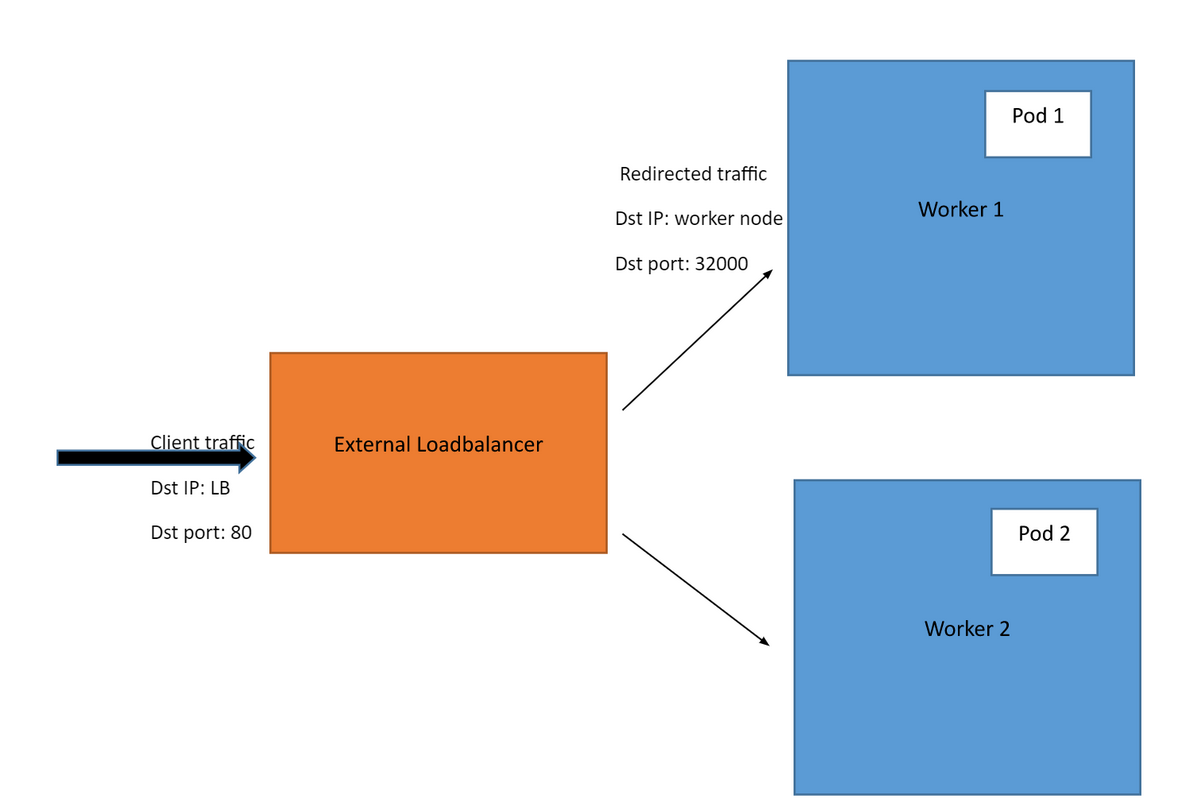 Client traffic
Dst IP: LB
Dst port: 80
External Loadbalancer
Redirected traffic
Dst IP: worker node
Dst port: 32000
Pod 1
Worker 1
Pod 2
Worker 2